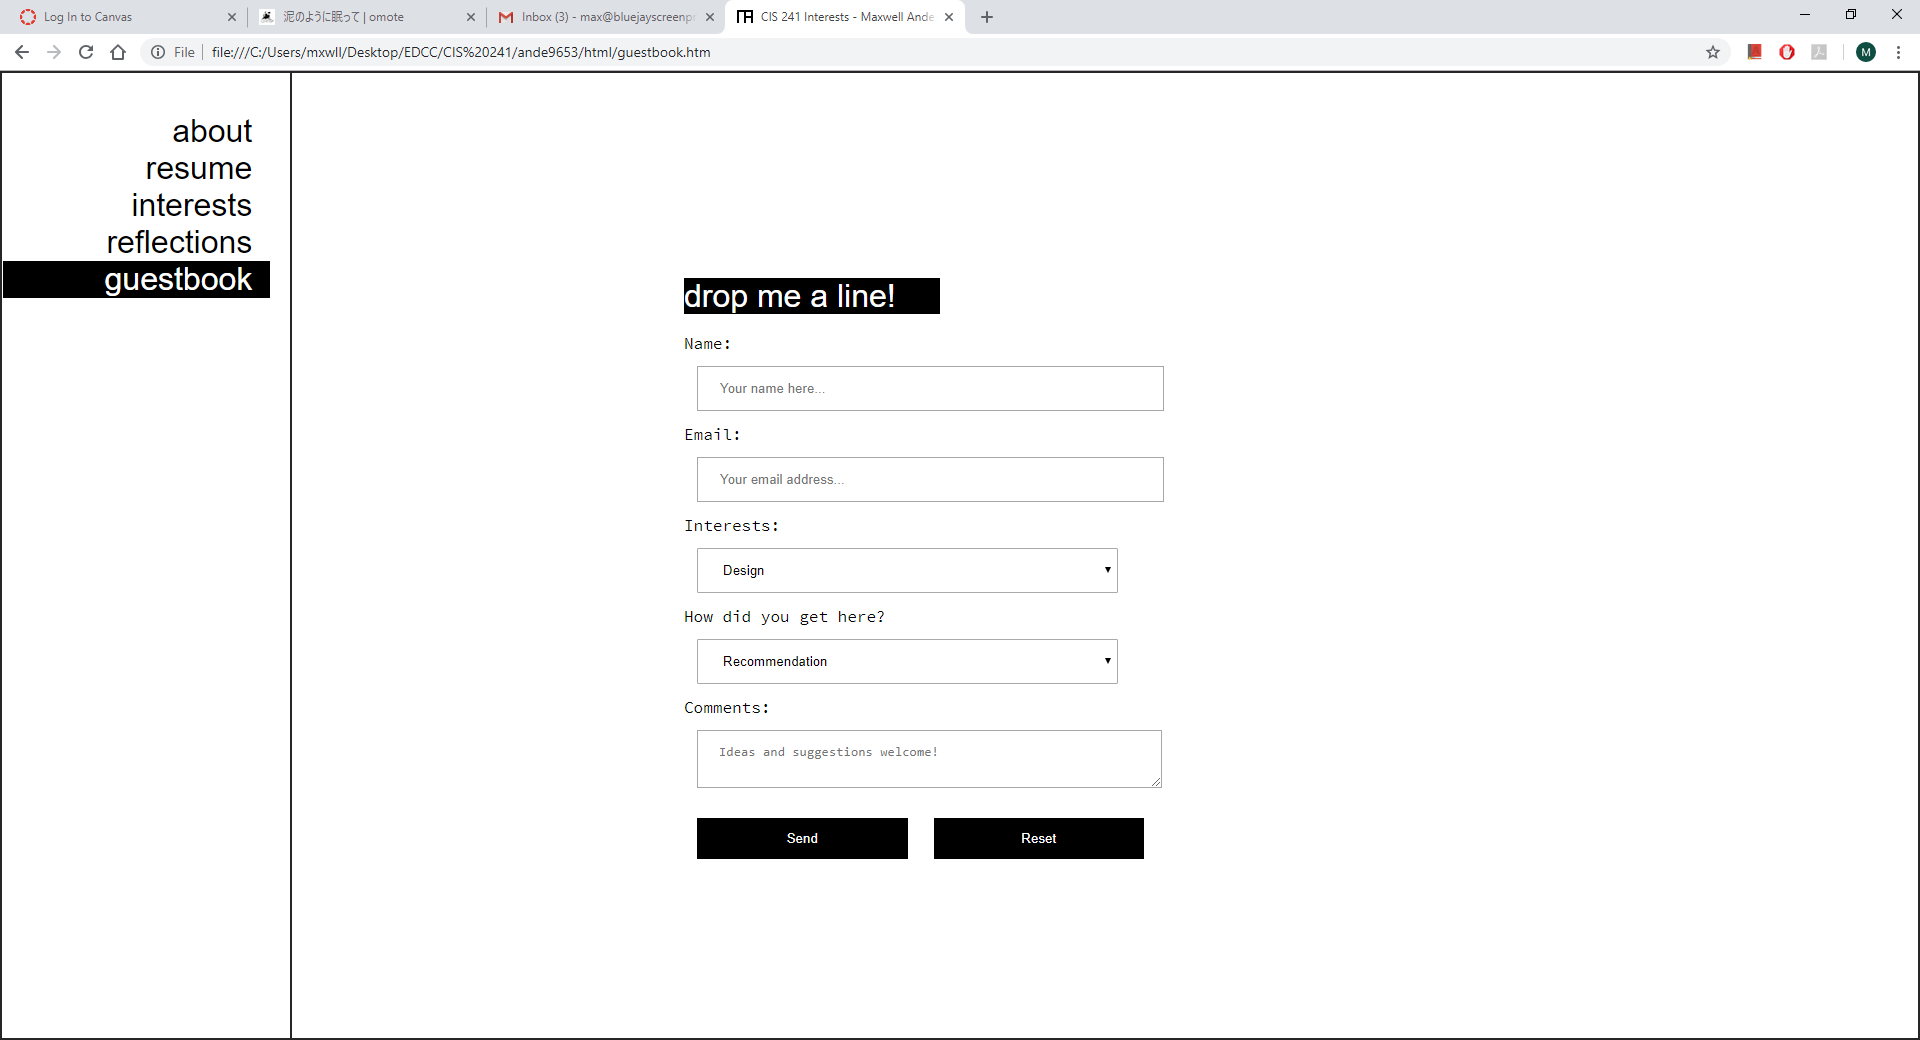 Log In to Canvas
泥のように眠って | omote
Inbox (3) - max@bluejayscreenp
CIS 241 Interests - Maxwell Ande
File
file:///C:/Users/mxwll/Desktop/EDCC/CIS%20241/ande9653/html/guestbook.htm
M
about
resume
interests
reflections
guestbook
drop me a line!
Name:
Your name here...
Email:
Your email address...
Interests:
Design
How did you get here?
Recommendation
Comments:
Ideas and suggestions welcome!
Send
Reset